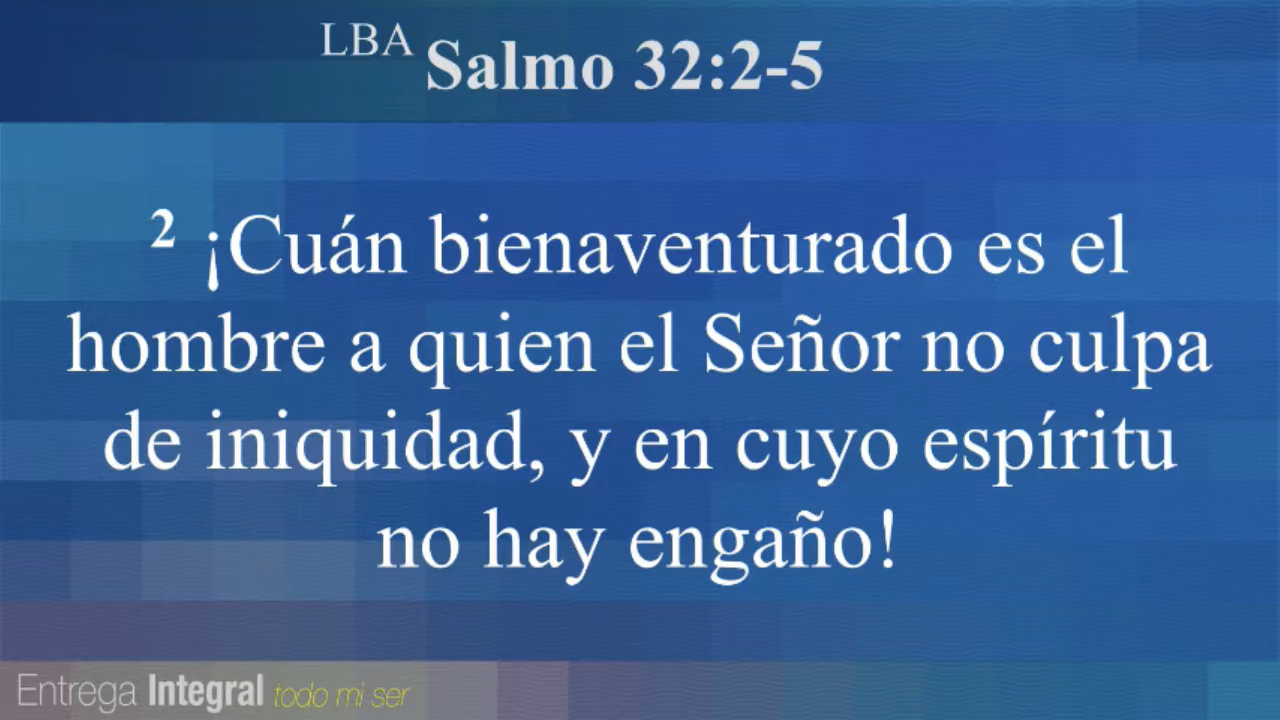 LBA Salmo 32:2-5
2 ¡Cuán bienaventurado es el
hombre a quien el Señor no culpa
de iniquidad, y en cuyo espíritu
no hay engaño!
Entrega Integral todo mi ser